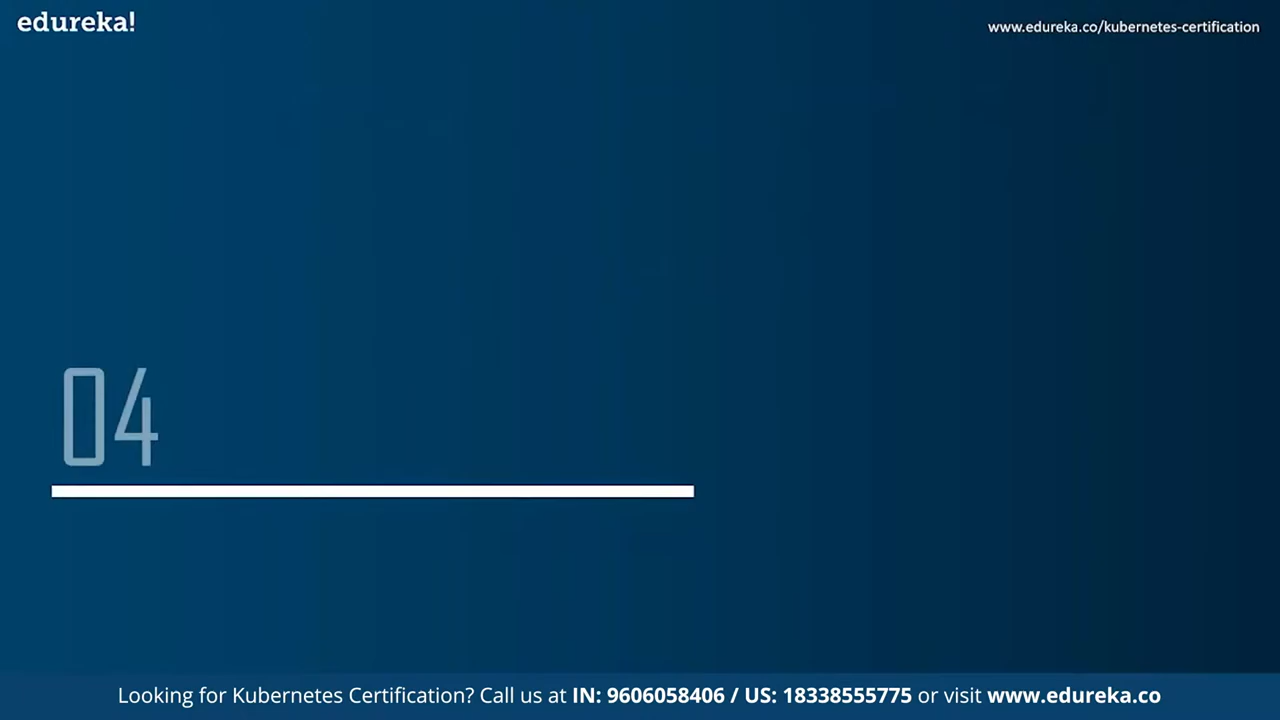 edureka!
www.edureka.co/kubernetes-certification
04
Looking for Kubernetes Certification? Call us at IN: 9606058406 / US: 18338555775 or visit www.edureka.co